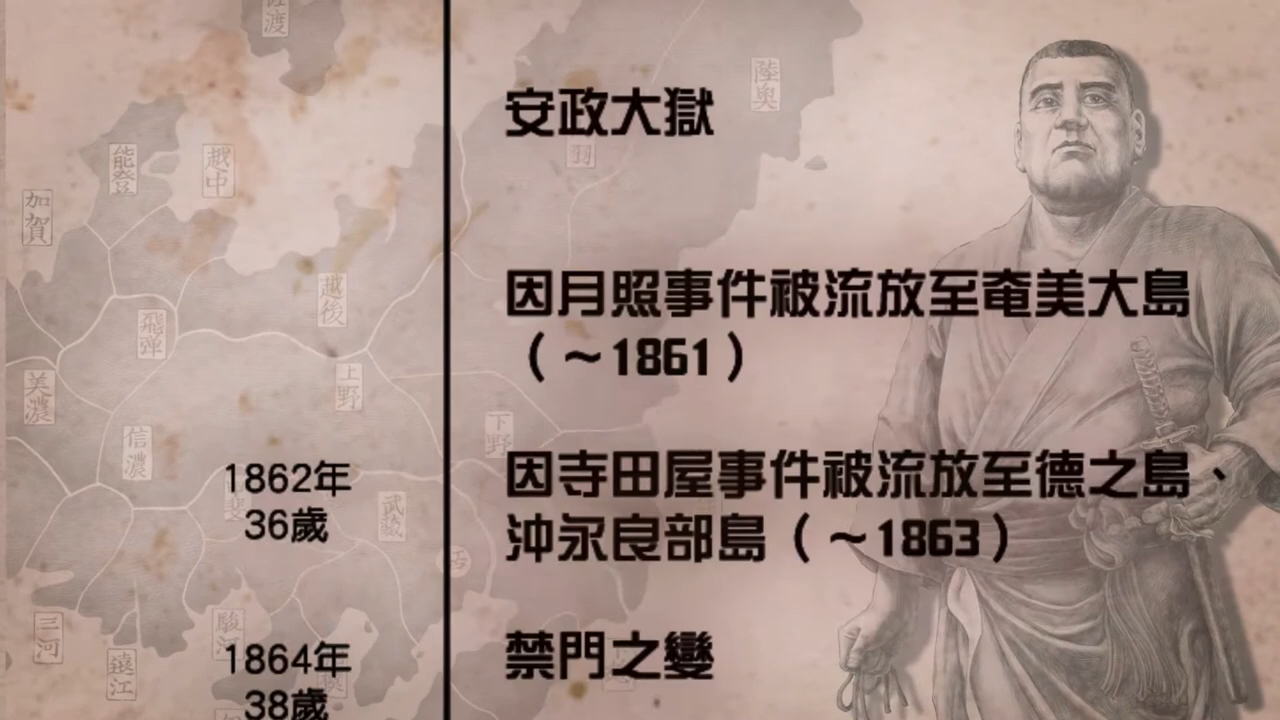 安政大獄
因月照事件被流放至奄美大島
（～1861）
1862年
36歲
因寺田屋事件被流放至德之島、
沖永良部島（～1863）
1864年
38歲
禁門之變
陸奥
羽
能登
越中
加賀
越後
飛弾
上野
美濃
信濃
下野
武蔵
三河
駿河
遠江